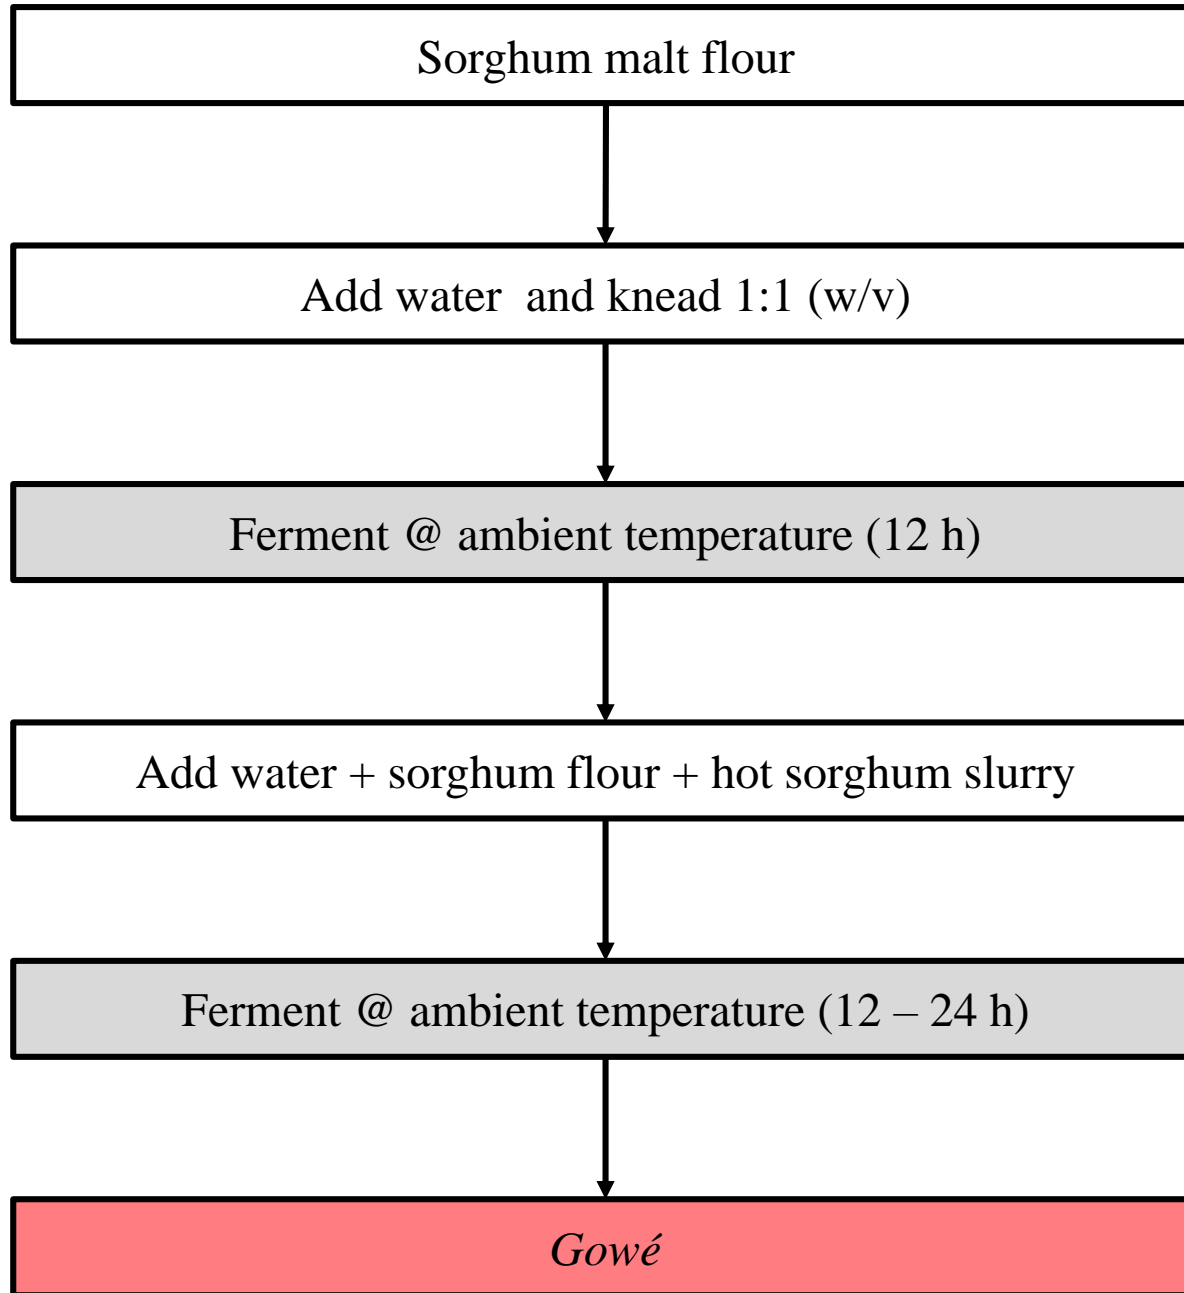 Sorghum malt flour
Add water  and knead 1:1 (w/v)
Ferment @ ambient temperature (12 h)
Add water + sorghum flour + hot sorghum slurry
Ferment @ ambient temperature (12 – 24 h)
Gowé